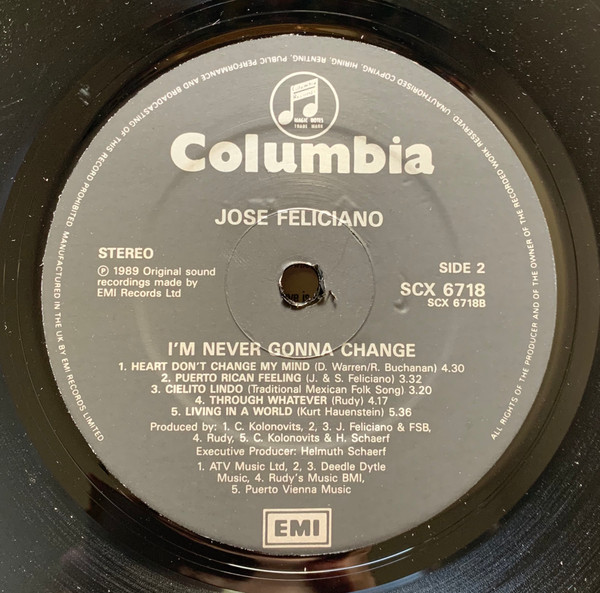 ALL RIGHTS OF THE PRODUCER AND OF THE OWNER OF THE RECORDED WORK RESERVED. UNAUTHORISED COPYING, HIRING, RENTING, PUBLIC PERFORMANCE AND BROADCASTING OF THIS RECORD PROHIBITED. MANUFACTURED IN THE UK BY EMI RECORDS LIMITED
MAGIC NOTES
TRADE MARK
Columbia
JOSE FELICIANO
STEREO
℗ 1989 Original sound
recordings made by
EMI Records Ltd
SIDE 2
SCX 6718
SCX 6718B
I'M NEVER GONNA CHANGE
1. HEART DON'T CHANGE MY MIND (D. Warren/R. Buchanan) 4.30
2. PUERTO RICAN FEELING (J. & S. Feliciano) 3.32
3. CIELITO LINDO (Traditional Mexican Folk Song) 3.20
4. THROUGH WHATEVER (Rudy) 4.17
5. LIVING IN A WORLD (Kurt Hauenstein) 5.36
Produced by: 1. C. Kolonovits, 2, 3. J. Feliciano & FSB,
4. Rudy, 5. C. Kolonovits & H. Schaerf
Executive Producer: Helmuth Schaerf
1. ATV Music Ltd, 2, 3. Deedle Dytle
Music, 4. Rudy's Music BMI,
5. Puerto Vienna Music
EMI